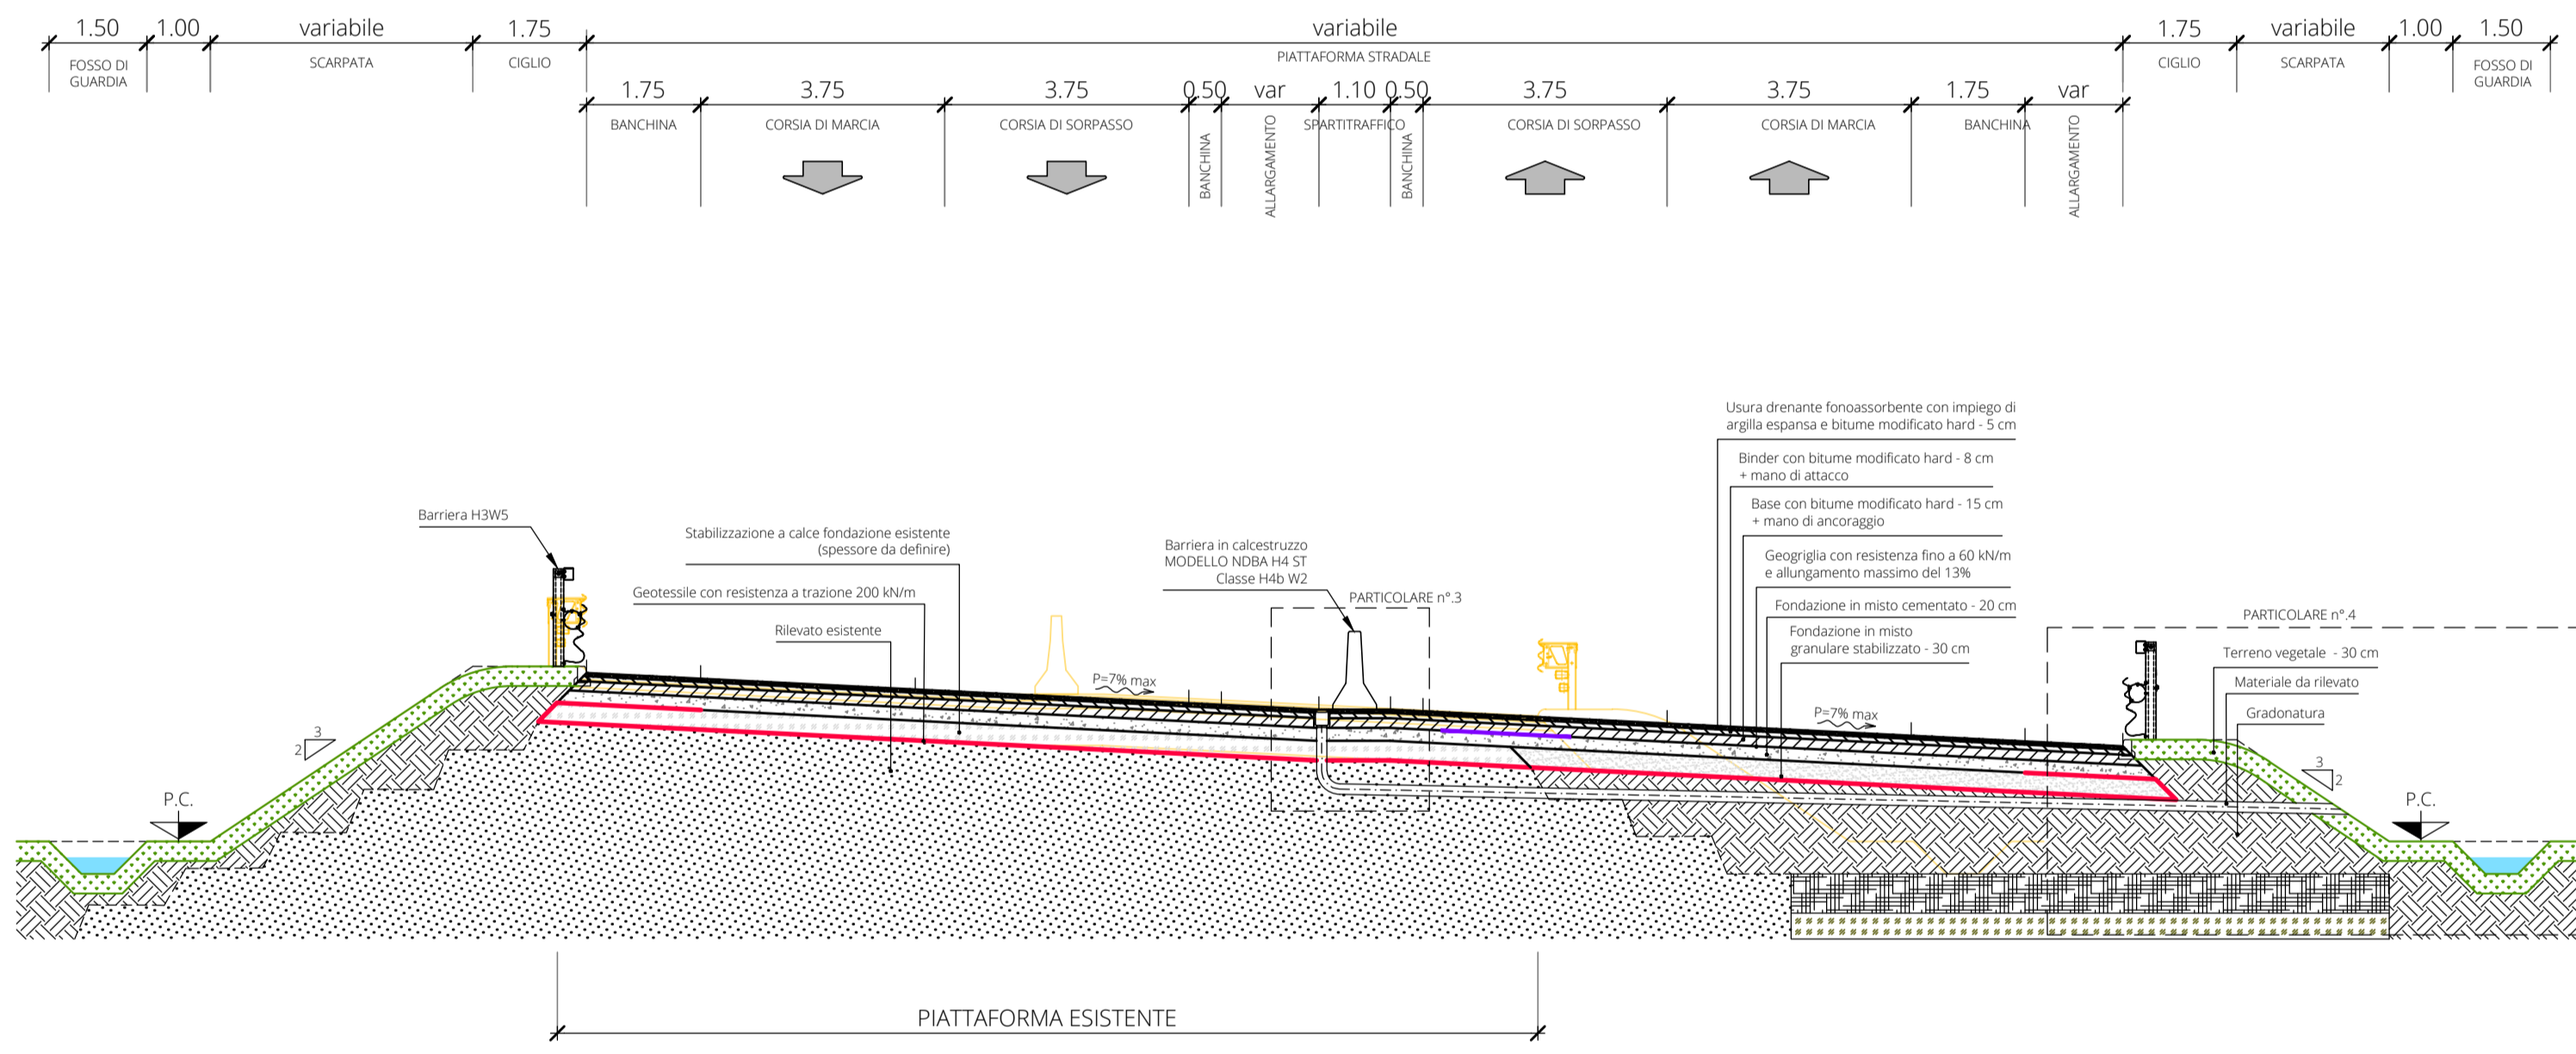 1.50
1.00
variabile
1.75
variabile
1.75
variabile
1.00
1.50
FOSSO DI
GUARDIA
SCARPATA
CIGLIO
PIATTAFORMA STRADALE
CIGLIO
SCARPATA
FOSSO DI
GUARDIA
1.75
3.75
3.75
0.50
var
1.10
0.50
3.75
3.75
1.75
var
BANCHINA
CORSIA DI MARCIA
CORSIA DI SORPASSO
BANCHINA
ALLARGAMENTO
SPARTITRAFFICO
BANCHINA
CORSIA DI SORPASSO
CORSIA DI MARCIA
BANCHINA
ALLARGAMENTO
Usura drenante fonoassorbente con impiego di
argilla espansa e bitume modificato hard - 5 cm
Binder con bitume modificato hard - 8 cm
+ mano di attacco
Base con bitume modificato hard - 15 cm
+ mano di ancoraggio
Geogriglia con resistenza fino a 60 kN/m
e allungamento massimo del 13%
Fondazione in misto cementato - 20 cm
Fondazione in misto
granulare stabilizzato - 30 cm
Barriera H3W5
Stabilizzazione a calce fondazione esistente
(spessore da definire)
Geotessile con resistenza a trazione 200 kN/m
Rilevato esistente
Barriera in calcestruzzo
MODELLO NDBA H4 ST
Classe H4b W2
PARTICOLARE n°.3
PARTICOLARE n°.4
Terreno vegetale - 30 cm
Materiale da rilevato
Gradonatura
P=7% max
P=7% max
3
2
3
2
P.C.
P.C.
PIATTAFORMA ESISTENTE